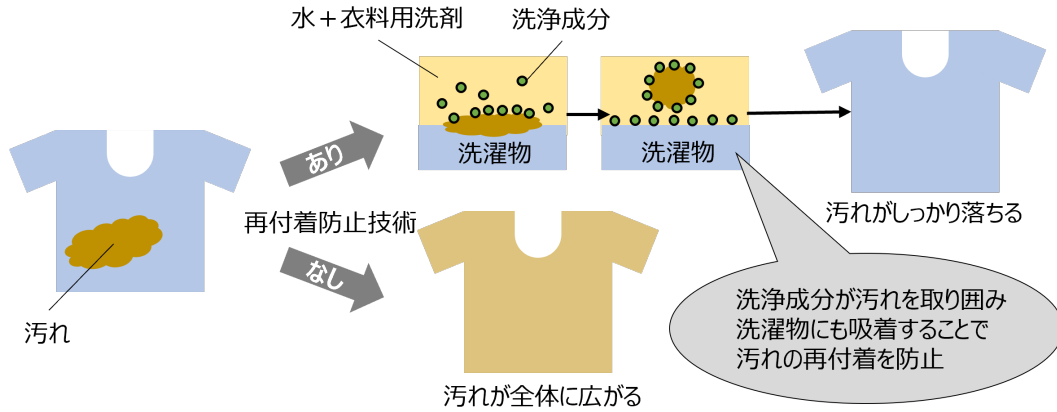 水＋衣料用洗剤
洗浄成分
洗濯物
洗濯物
あり
汚れがしっかり落ちる
再付着防止技術
なし
汚れ
洗浄成分が汚れを取り囲み
洗濯物にも吸着することで
汚れの再付着を防止
汚れが全体に広がる